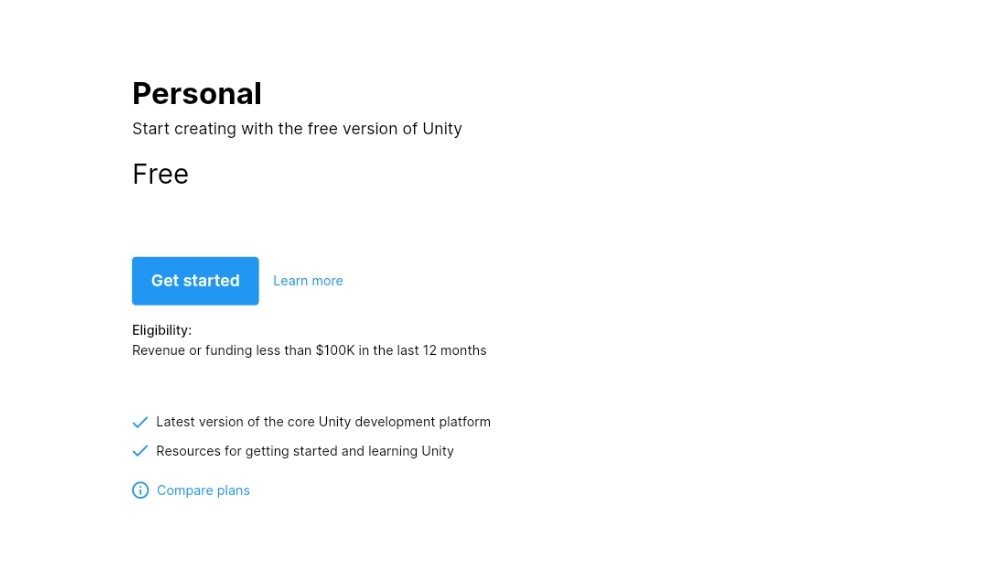 Personal
Start creating with the free version of Unity
Free
Get started
Learn more
Eligibility:
Revenue or funding less than $100K in the last 12 months
Latest version of the core Unity development platform
Resources for getting started and learning Unity
Compare plans